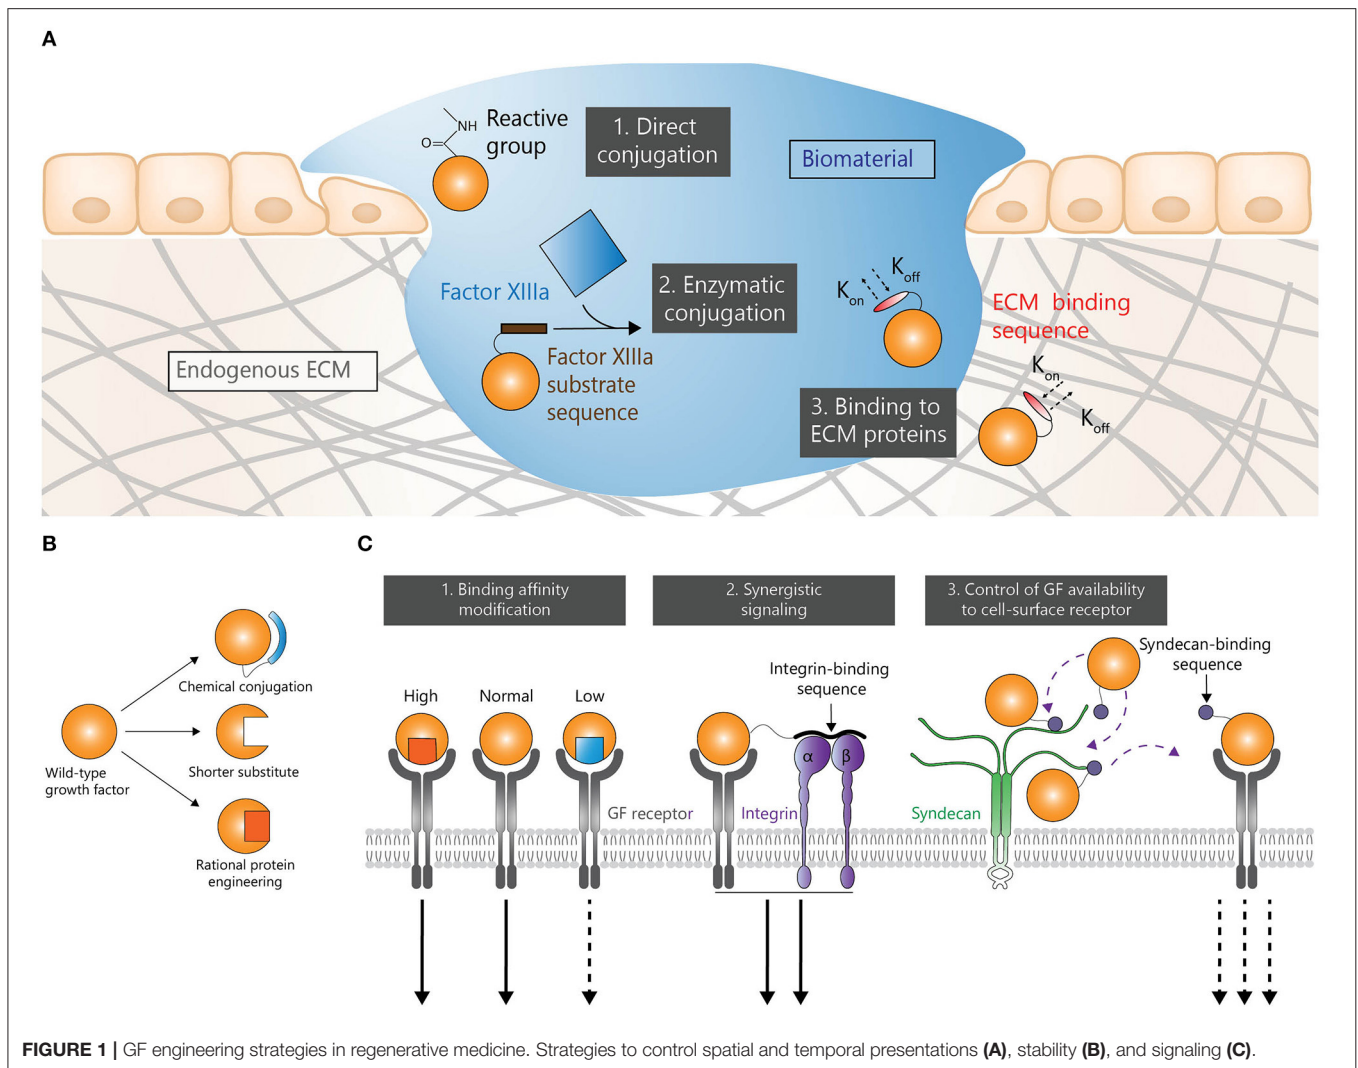 A
NH
O
Reactive
group
1. Direct
conjugation
Biomaterial
Factor XIIIa
2. Enzymatic
conjugation
Kon
Koff
ECM binding
sequence
Endogenous ECM
Factor XIIIa
substrate
sequence
3. Binding to
ECM proteins
Kon
Koff
B
Wild-type
growth factor
Chemical conjugation
Shorter substitute
Rational protein
engineering
C
1. Binding affinity
modification
2. Synergistic
signaling
3. Control of GF availability
to cell-surface receptor
High
Normal
Low
GF receptor
Integrin-binding
sequence
α
β
Integrin
Syndecan
Syndecan-binding
sequence
FIGURE 1 | GF engineering strategies in regenerative medicine. Strategies to control spatial and temporal presentations (A), stability (B), and signaling (C).